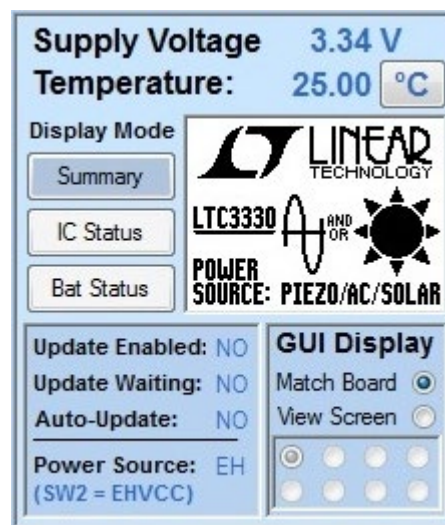 Supply Voltage 3.34 V
Temperature: 25.00 °C
Display Mode
Summary
IC Status
Bat Status
LINEAR
TECHNOLOGY
LTC3330
AND
OR
POWER
SOURCE: PIEZO/AC/SOLAR
Update Enabled: NO
Update Waiting: NO
Auto-Update: NO
Power Source: EH
(SW2 = EHVCC)
GUI Display
Match Board
View Screen